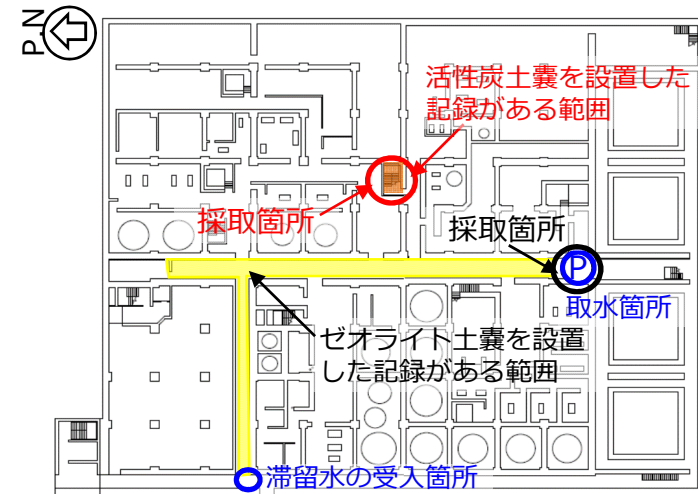 P.N
活性炭土嚢を設置した
記録がある範囲
採取箇所
採取箇所
P
取水箇所
ゼオライト土嚢を設置
した記録がある範囲
滞留水の受入箇所